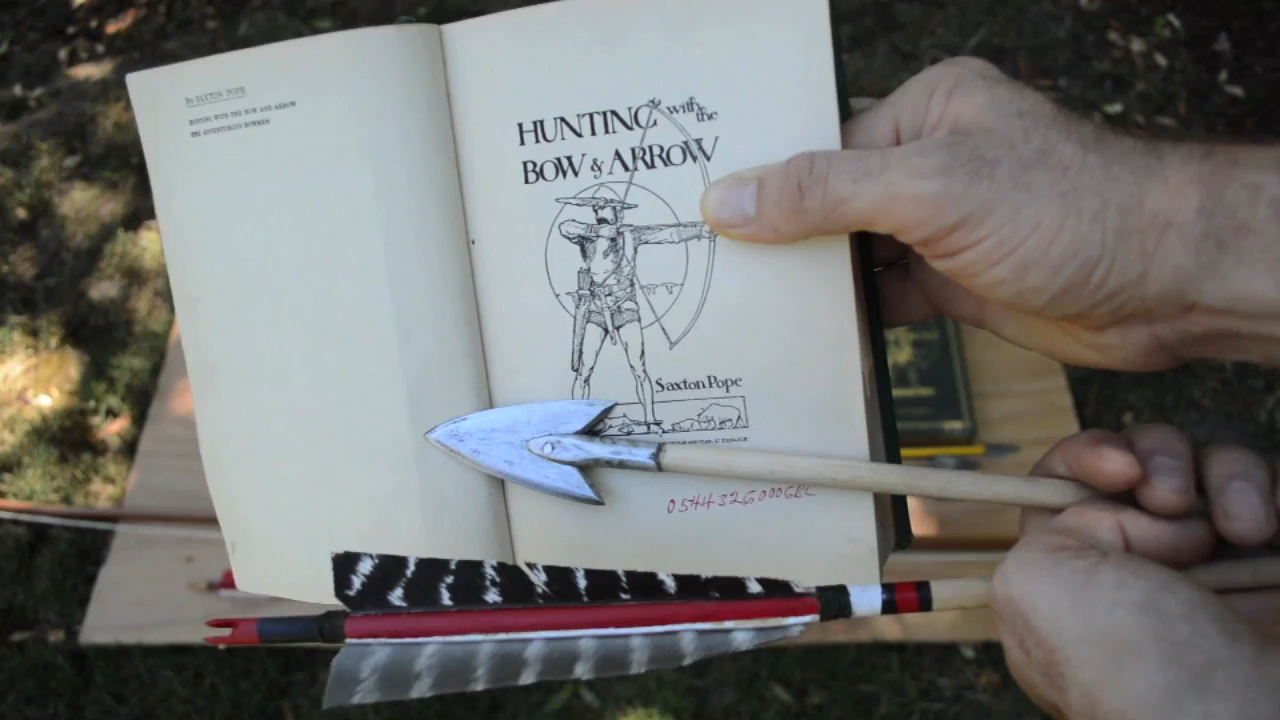 By SAXTON POPE
HUNTING WITH THE BOW AND ARROW
THE ADVENTUROUS BOWMEN
HUNTING with the
BOW & ARROW
Saxton Pope